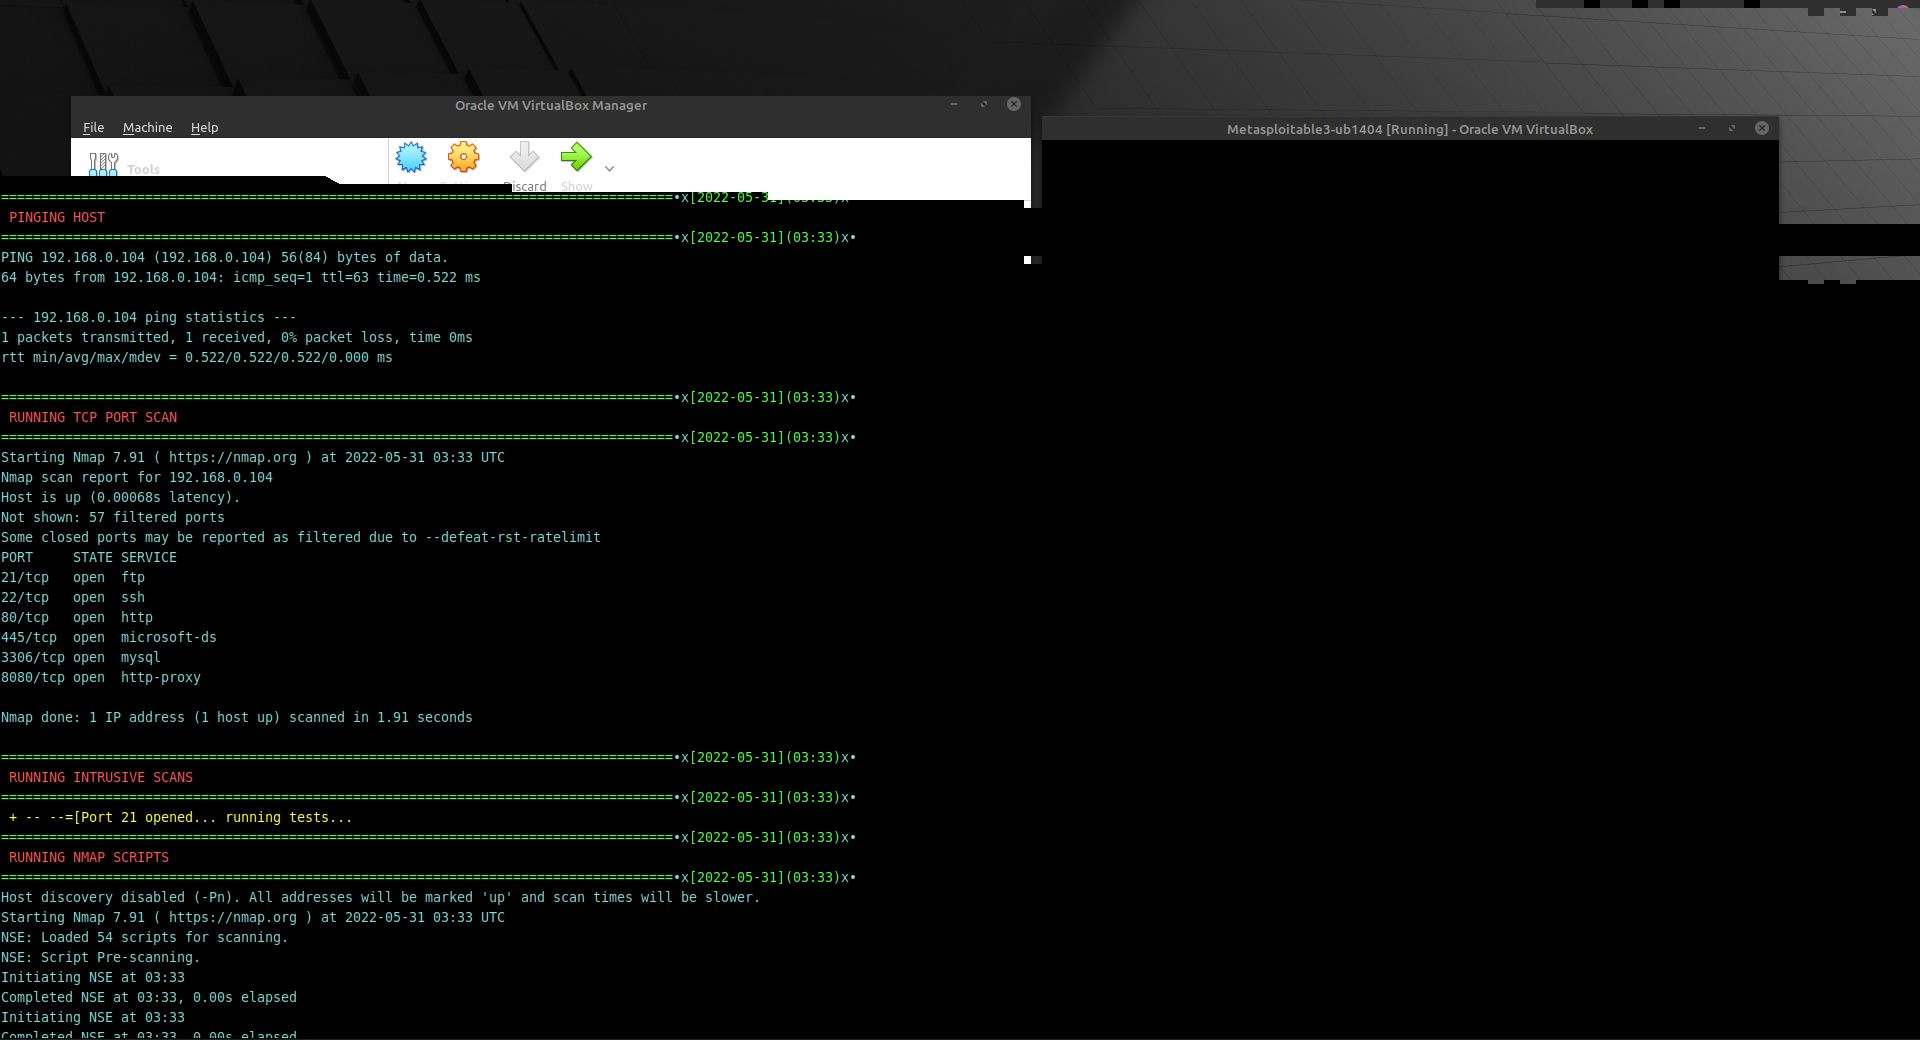 Oracle VM VirtualBox Manager
File Machine Help
Metasploitable3-ub1404 [Running] - Oracle VM VirtualBox
Tools
Discard Show
=·x[2022-05-31](03:33)x
PINGING HOST
====================================================================================•x[2022-05-31](03:33)x•
PING 192.168.0.104 (192.168.0.104) 56(84) bytes of data.
64 bytes from 192.168.0.104: icmp_seq=1 ttl=63 time=0.522 ms
--- 192.168.0.104 ping statistics ---
1 packets transmitted, 1 received, 0% packet loss, time 0ms
rtt min/avg/max/mdev = 0.522/0.522/0.522/0.000 ms
====================================================================================•x[2022-05-31](03:33)x•
RUNNING TCP PORT SCAN
====================================================================================•x[2022-05-31](03:33)x•
Starting Nmap 7.91 ( https://nmap.org ) at 2022-05-31 03:33 UTC
Nmap scan report for 192.168.0.104
Host is up (0.00068s latency).
Not shown: 57 filtered ports
Some closed ports may be reported as filtered due to --defeat-rst-ratelimit
PORT STATE SERVICE
21/tcp open ftp
22/tcp open ssh
80/tcp open http
445/tcp open microsoft-ds
3306/tcp open mysql
8080/tcp open http-proxy
Nmap done: 1 IP address (1 host up) scanned in 1.91 seconds
====================================================================================•x[2022-05-31](03:33)x•
RUNNING INTRUSIVE SCANS
====================================================================================•x[2022-05-31](03:33)x•
+ -- --=[Port 21 opened... running tests...
====================================================================================•x[2022-05-31](03:33)x•
RUNNING NMAP SCRIPTS
====================================================================================•x[2022-05-31](03:33)x•
Host discovery disabled (-Pn). All addresses will be marked 'up' and scan times will be slower.
Starting Nmap 7.91 ( https://nmap.org ) at 2022-05-31 03:33 UTC
NSE: Loaded 54 scripts for scanning.
NSE: Script Pre-scanning.
Initiating NSE at 03:33
Completed NSE at 03:33, 0.00s elapsed
Initiating NSE at 03:33
Completed NSE at 03:33, 0.00s elapsed